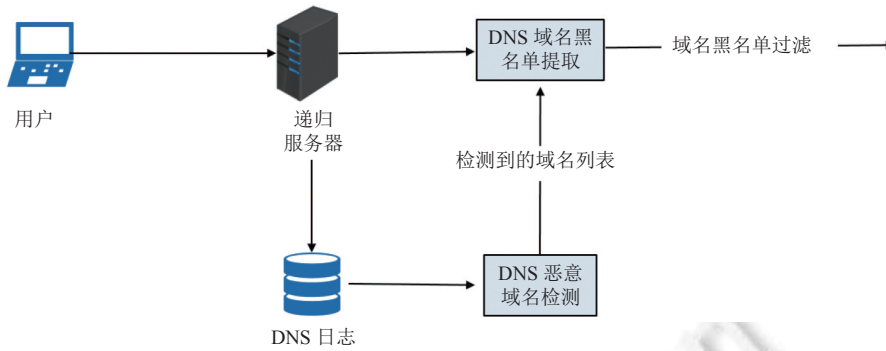 DNS 域名黑
名单提取
域名黑名单过滤
用户
递归
服务器
检测到的域名列表
DNS 恶意
域名检测
DNS 日志